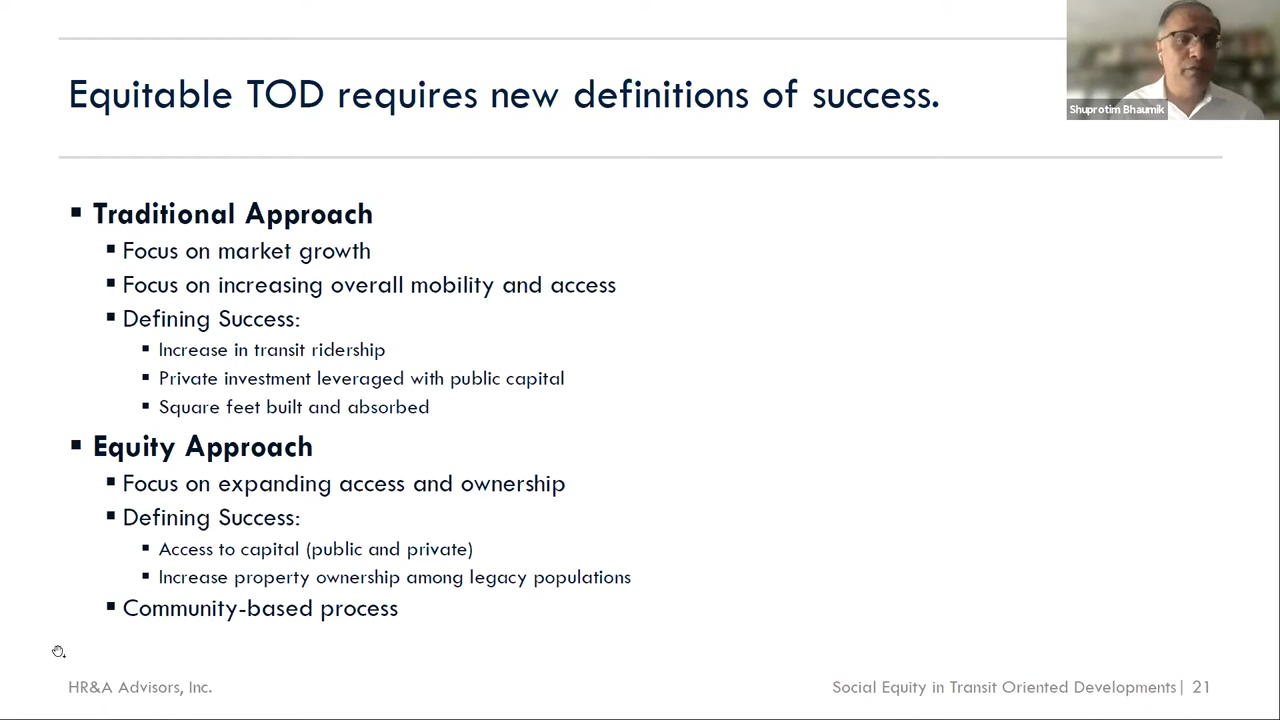 Equitable TOD requires new definitions of success.
Shuprotim Bhaumik
Traditional Approach
Focus on market growth
Focus on increasing overall mobility and access
Defining Success:
Increase in transit ridership
Private investment leveraged with public capital
Square feet built and absorbed
Equity Approach
Focus on expanding access and ownership
Defining Success:
Access to capital (public and private)
Increase property ownership among legacy populations
Community-based process
HR&A Advisors, Inc.
Social Equity in Transit Oriented Developments| 21